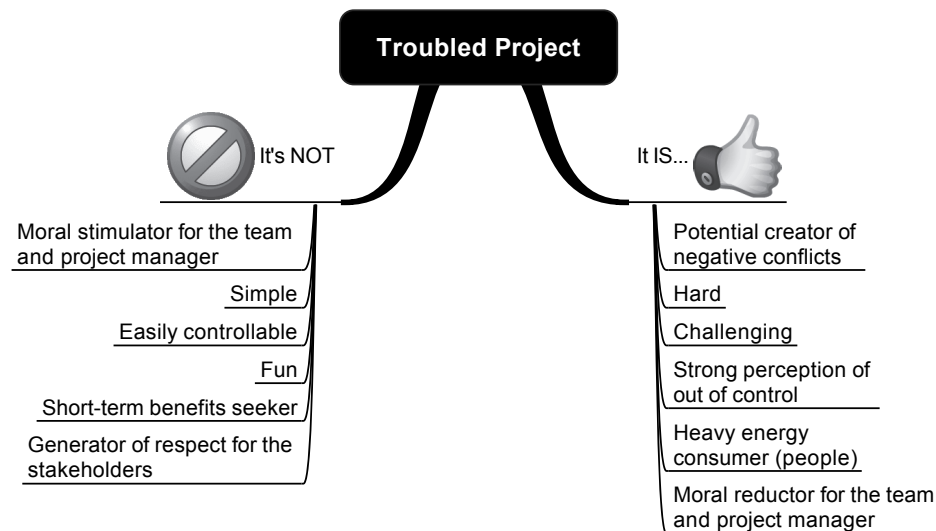 Troubled Project
It's NOT
Moral stimulator for the team
and project manager
Simple
Easily controllable
Fun
Short-term benefits seeker
Generator of respect for the
stakeholders
It IS...
Potential creator of
negative conflicts
Hard
Challenging
Strong perception of
out of control
Heavy energy
consumer (people)
Moral reductor for the team
and project manager